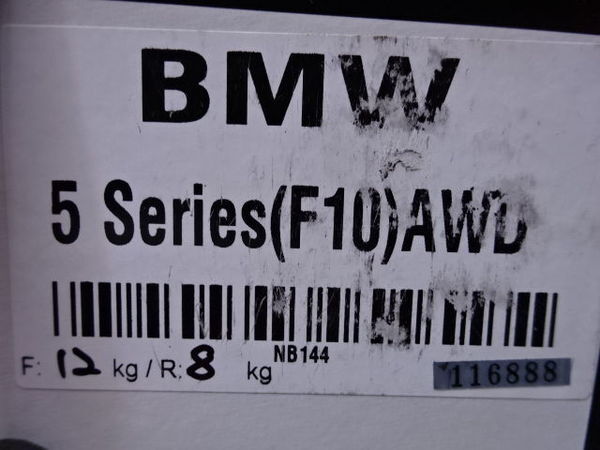 BMW
5 Series(F10)AWD
NB144
F: 12 kg / R: 8 kg
116888